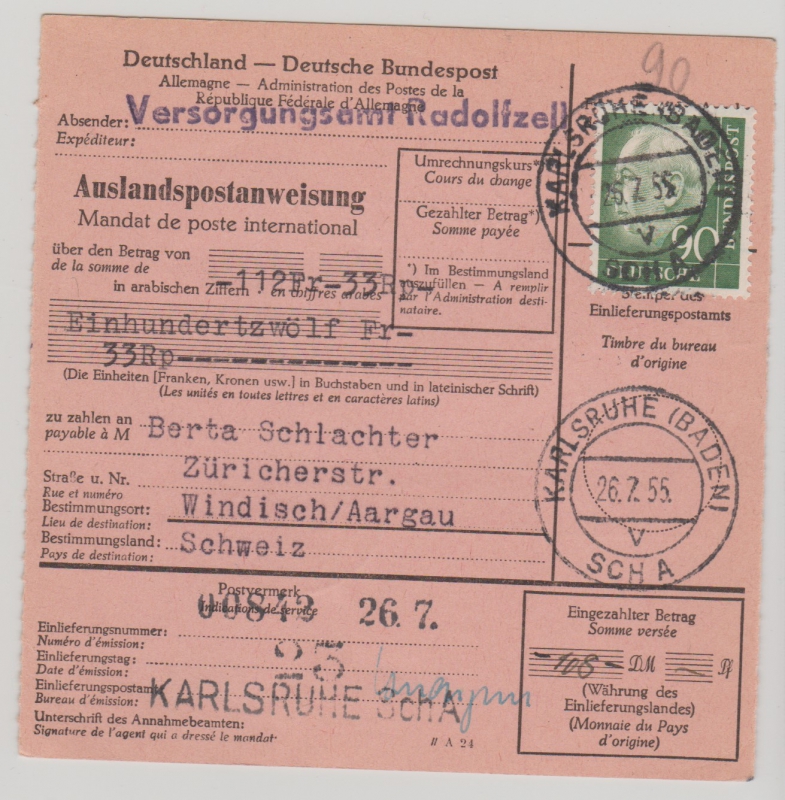 Deutschland — Deutsche Bundespost
Allemagne — Administration des Postes de la
République Fédérale d'Allemagne
Absender: Versorgungsamt Radolfzell
Expéditeur:
Auslandspostanweisung
Mandat de poste international
Umrechnungskurs*
Cours du change
Gezahlter Betrag*)
Somme payée
*) Im Bestimmungsland
auszufüllen — A remplir
par l'Administration desti-
nataire.
über den Betrag von
de la somme de
-112Fr-33Rp-
in arabischen Ziffern - en chiffres arabes
Einhundertzwölf Fr-
33Rp--------------
(Die Einheiten [Franken, Kronen usw.] in Buchstaben und in lateinischer Schrift)
(Les unités en toutes lettres et en caractères latins)
zu zahlen an
payable à M Berta Schlachter
Straße u. Nr. Züricherstr.
Rue et numéro
Bestimmungsort: Windisch/Aargau
Lieu de destination:
Bestimmungsland: Schweiz
Pays de destination:
90
KARLSRUHE (BADEN)
26.7.55
V
SCH A
90
BUNDESPOST
Stempel des
Einlieferungspostamts
Timbre du bureau
d'origine
KARLSRUHE (BADEN)
26.7.55.
V
SCH A
Postvermerk
Indications de service
00849 26.7.
Einlieferungsnummer:
Numéro d'émission:
23
Einlieferungstag:
Date d'émission:
Einlieferungspostamt
Bureau d'émission:
KARLSRUHE Sch A
Unterschrift des Annahmebeamten:
Signature de l'agent qui a dressé le mandat
A 24
Eingezahlter Betrag
Somme versée
-108- DM — Pf
(Währung des
Einlieferungslandes)
(Monnaie du Pays
d'origine)